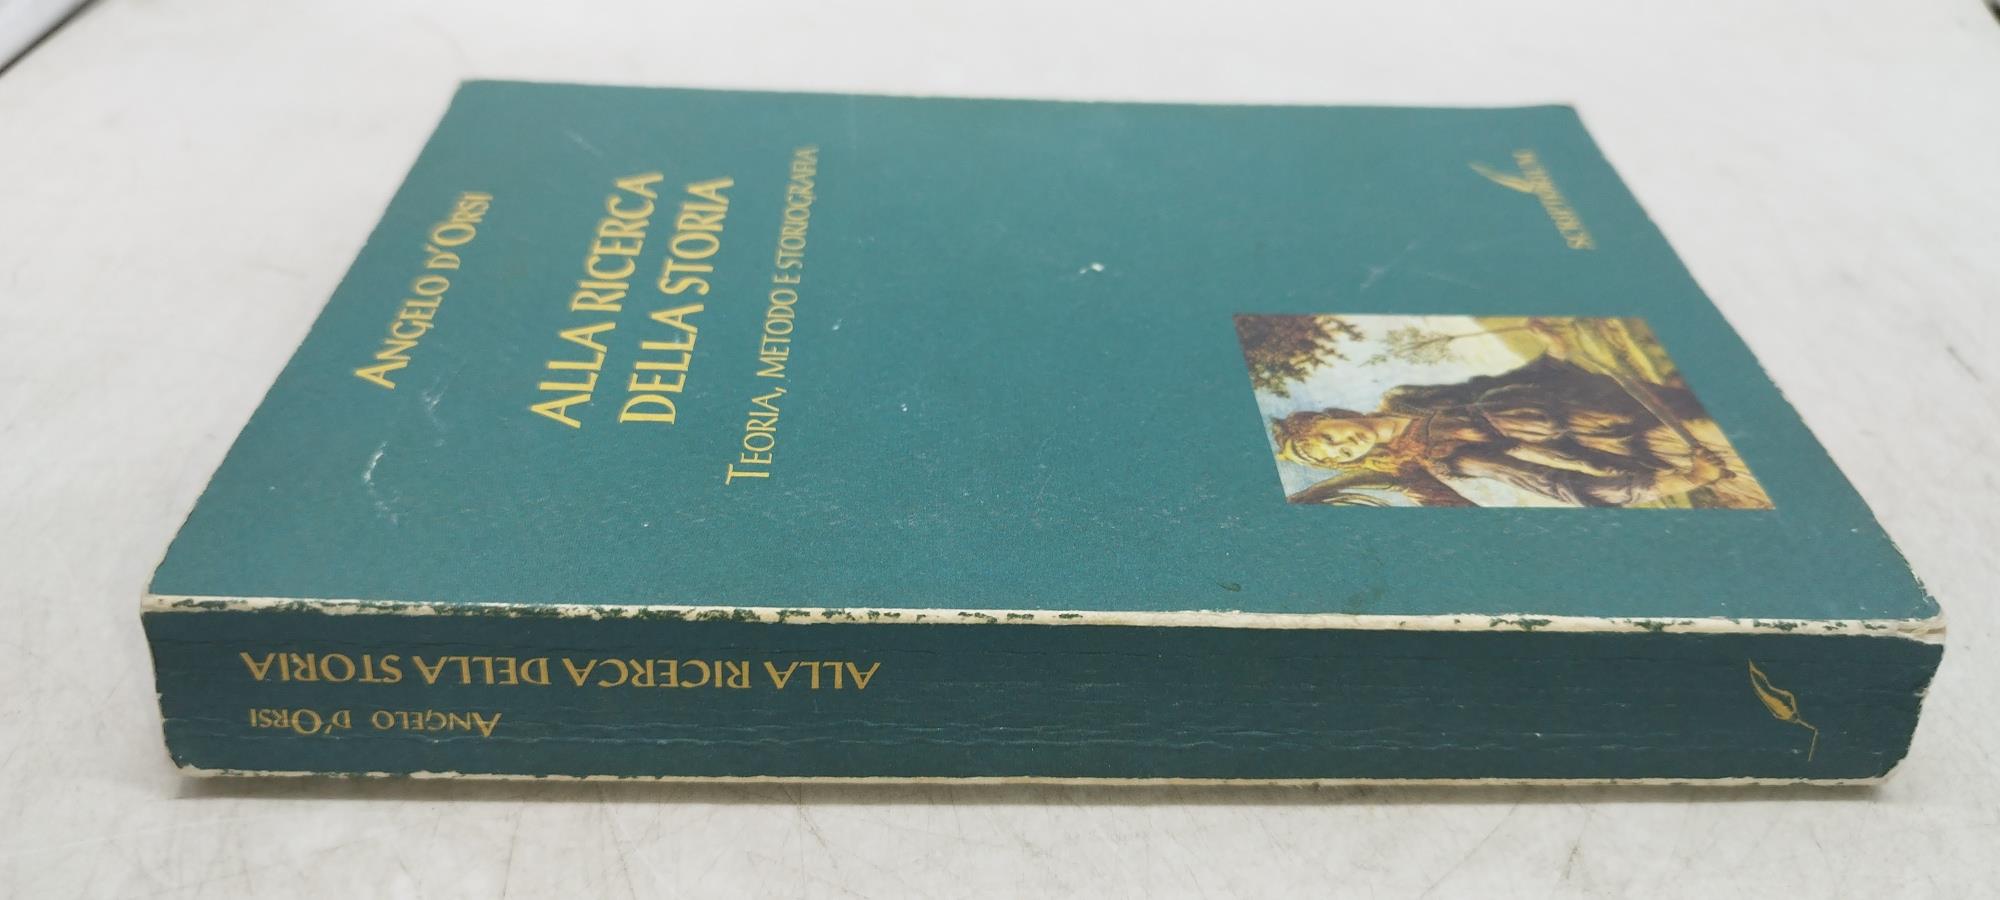 ANGELO D'ORSI
ALLA RICERCA
DELLA STORIA
TEORIA, METODO E STORIOGRAFIA
SCRIPTORIUM
ALLA RICERCA DELLA STORIA
ANGELO D'ORSI